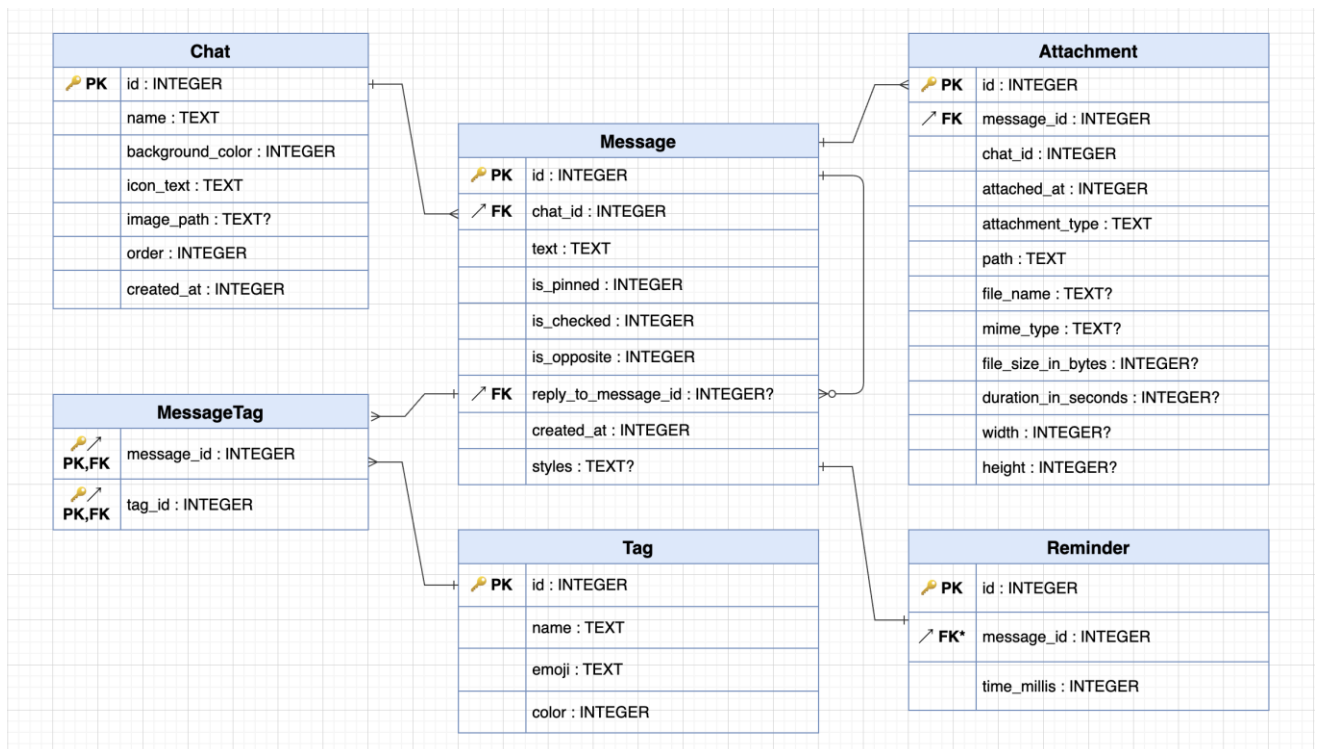 Chat
PK id : INTEGER
name : TEXT
background_color : INTEGER
icon_text : TEXT
image_path : TEXT?
order : INTEGER
created_at : INTEGER
Message
PK id : INTEGER
FK chat_id : INTEGER
text : TEXT
is_pinned : INTEGER
is_checked : INTEGER
is_opposite : INTEGER
FK reply_to_message_id : INTEGER?
created_at : INTEGER
styles : TEXT?
Attachment
PK id : INTEGER
FK message_id : INTEGER
chat_id : INTEGER
attached_at : INTEGER
attachment_type : TEXT
path : TEXT
file_name : TEXT?
mime_type : TEXT?
file_size_in_bytes : INTEGER?
duration_in_seconds : INTEGER?
width : INTEGER?
height : INTEGER?
MessageTag
PK,FK message_id : INTEGER
PK,FK tag_id : INTEGER
Tag
PK id : INTEGER
name : TEXT
emoji : TEXT
color : INTEGER
Reminder
PK id : INTEGER
FK* message_id : INTEGER
time_millis : INTEGER